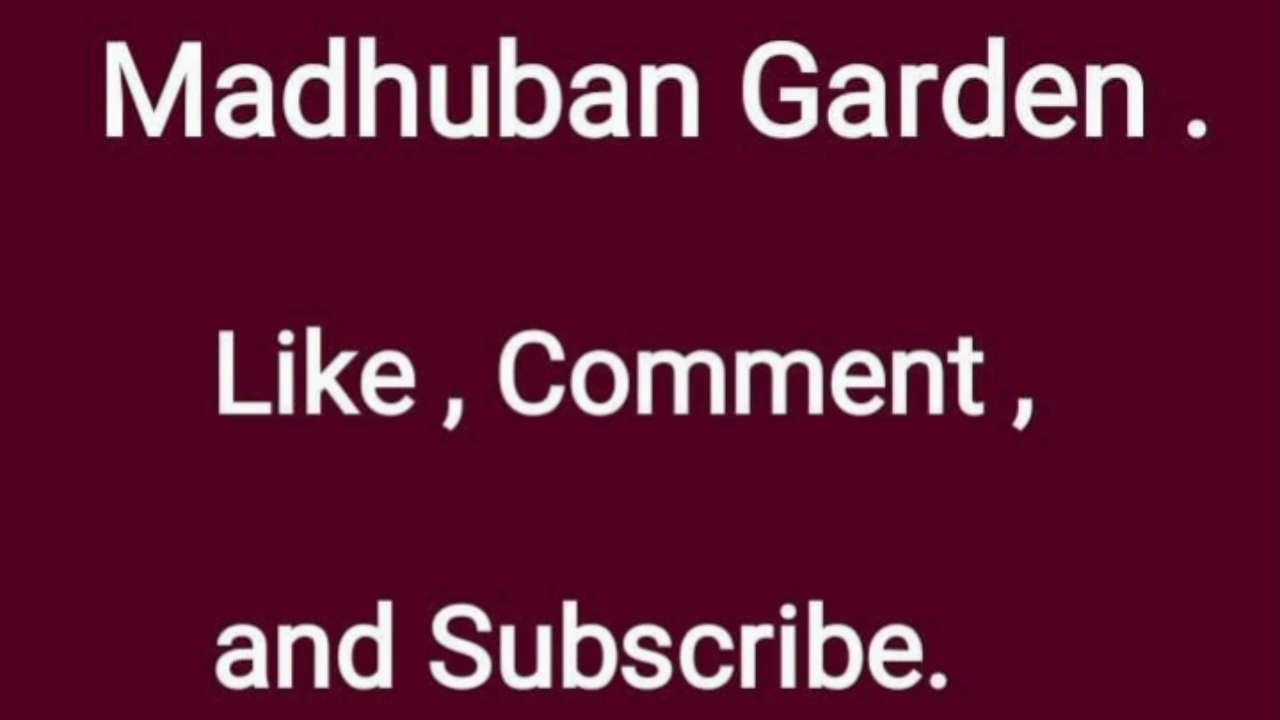 Madhuban Garden .
Like , Comment ,
and Subscribe.